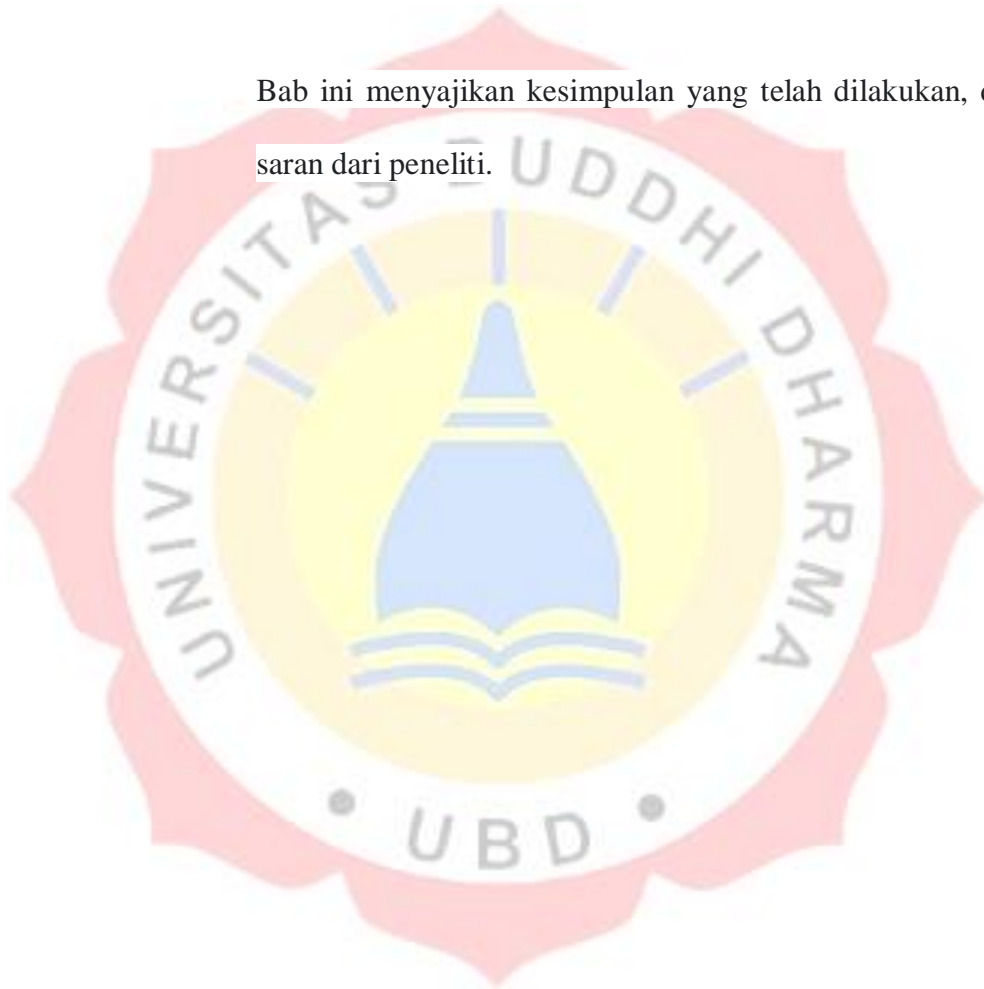 Bab ini menyajikan kesimpulan yang telah dilakukan,
saran dari peneliti.
UNIVERSITAS BUDDHI DHARMA
• UBD •